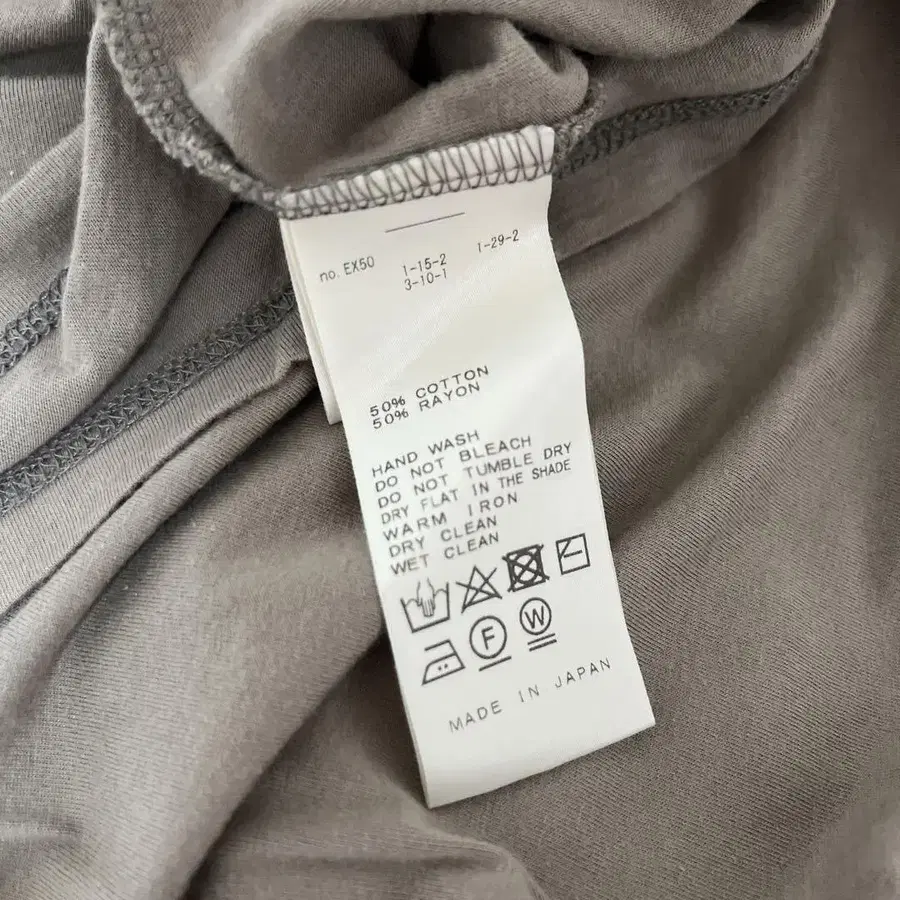 no. EX50 1-15-2 1-29-2
3-10-1
50% COTTON
50% RAYON
HAND WASH
DO NOT BLEACH
DO NOT TUMBLE DRY
DRY FLAT IN THE SHADE
WARM IRON
DRY CLEAN
WET CLEAN
F W
MADE IN JAPAN